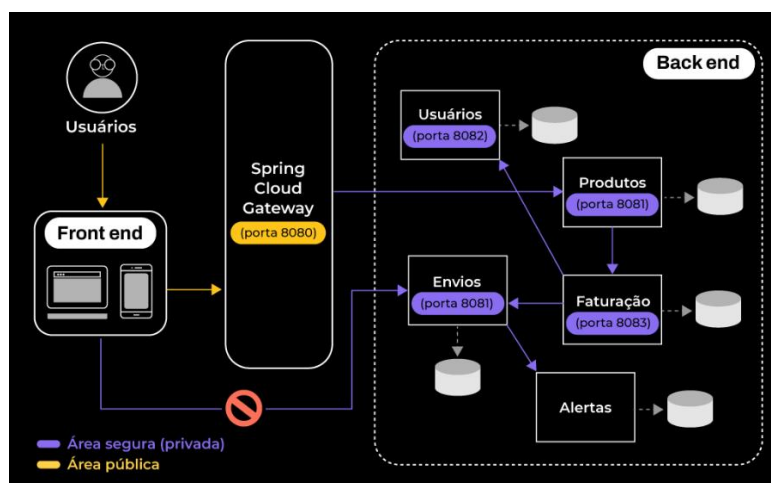 Usuários
Front end
Spring
Cloud
Gateway
(porta 8080)
Back end
Usuários
(porta 8082)
Produtos
(porta 8081)
Envios
(porta 8081)
Faturação
(porta 8083)
Alertas
Área segura (privada)
Área pública